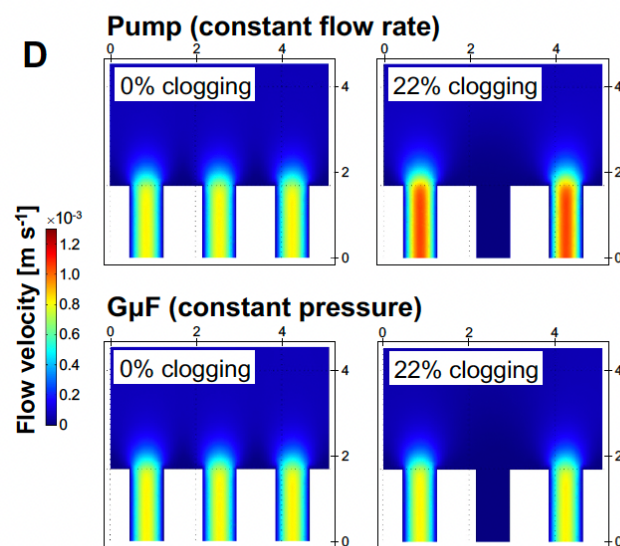 D
Pump (constant flow rate)
0 2 4
0 2 4
0% clogging
22% clogging
4
2
0
4
2
0
Flow velocity [m s-1]
×10-3
1.2
1.0
0.8
0.6
0.4
0.2
0
GµF (constant pressure)
0 2 4
0 2 4
0% clogging
22% clogging
4
2
0
4
2
0